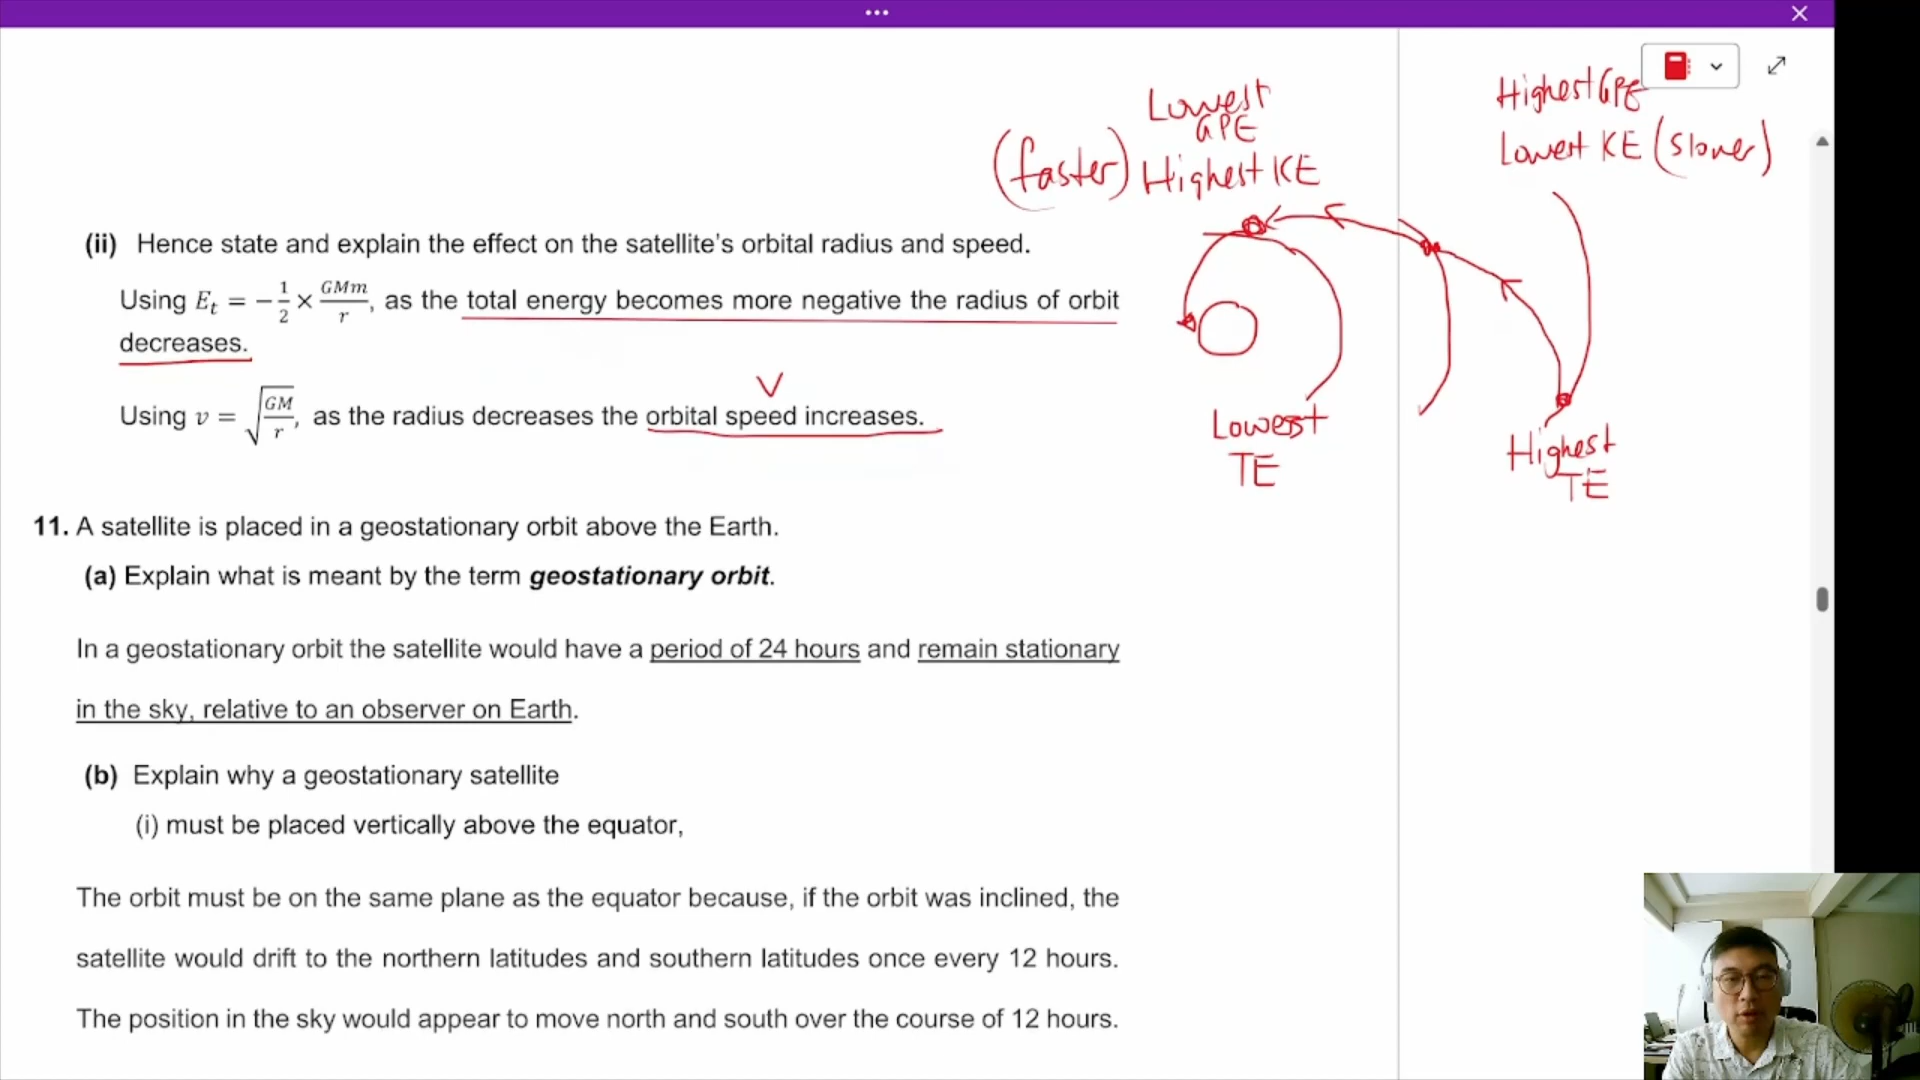 Lowest
GPE
(faster) Highest KE
Highest GPE
Lowest KE (Slower)
(ii) Hence state and explain the effect on the satellite's orbital radius and speed.
Using E_t = −1/2 × GMm/r, as the total energy becomes more negative the radius of orbit
decreases.
Using v = √(GM/r), as the radius decreases the orbital speed increases.
Lowest
TE
Highest
TE
11. A satellite is placed in a geostationary orbit above the Earth.
(a) Explain what is meant by the term geostationary orbit.
In a geostationary orbit the satellite would have a period of 24 hours and remain stationary
in the sky, relative to an observer on Earth.
(b) Explain why a geostationary satellite
(i) must be placed vertically above the equator,
The orbit must be on the same plane as the equator because, if the orbit was inclined, the
satellite would drift to the northern latitudes and southern latitudes once every 12 hours.
The position in the sky would appear to move north and south over the course of 12 hours.